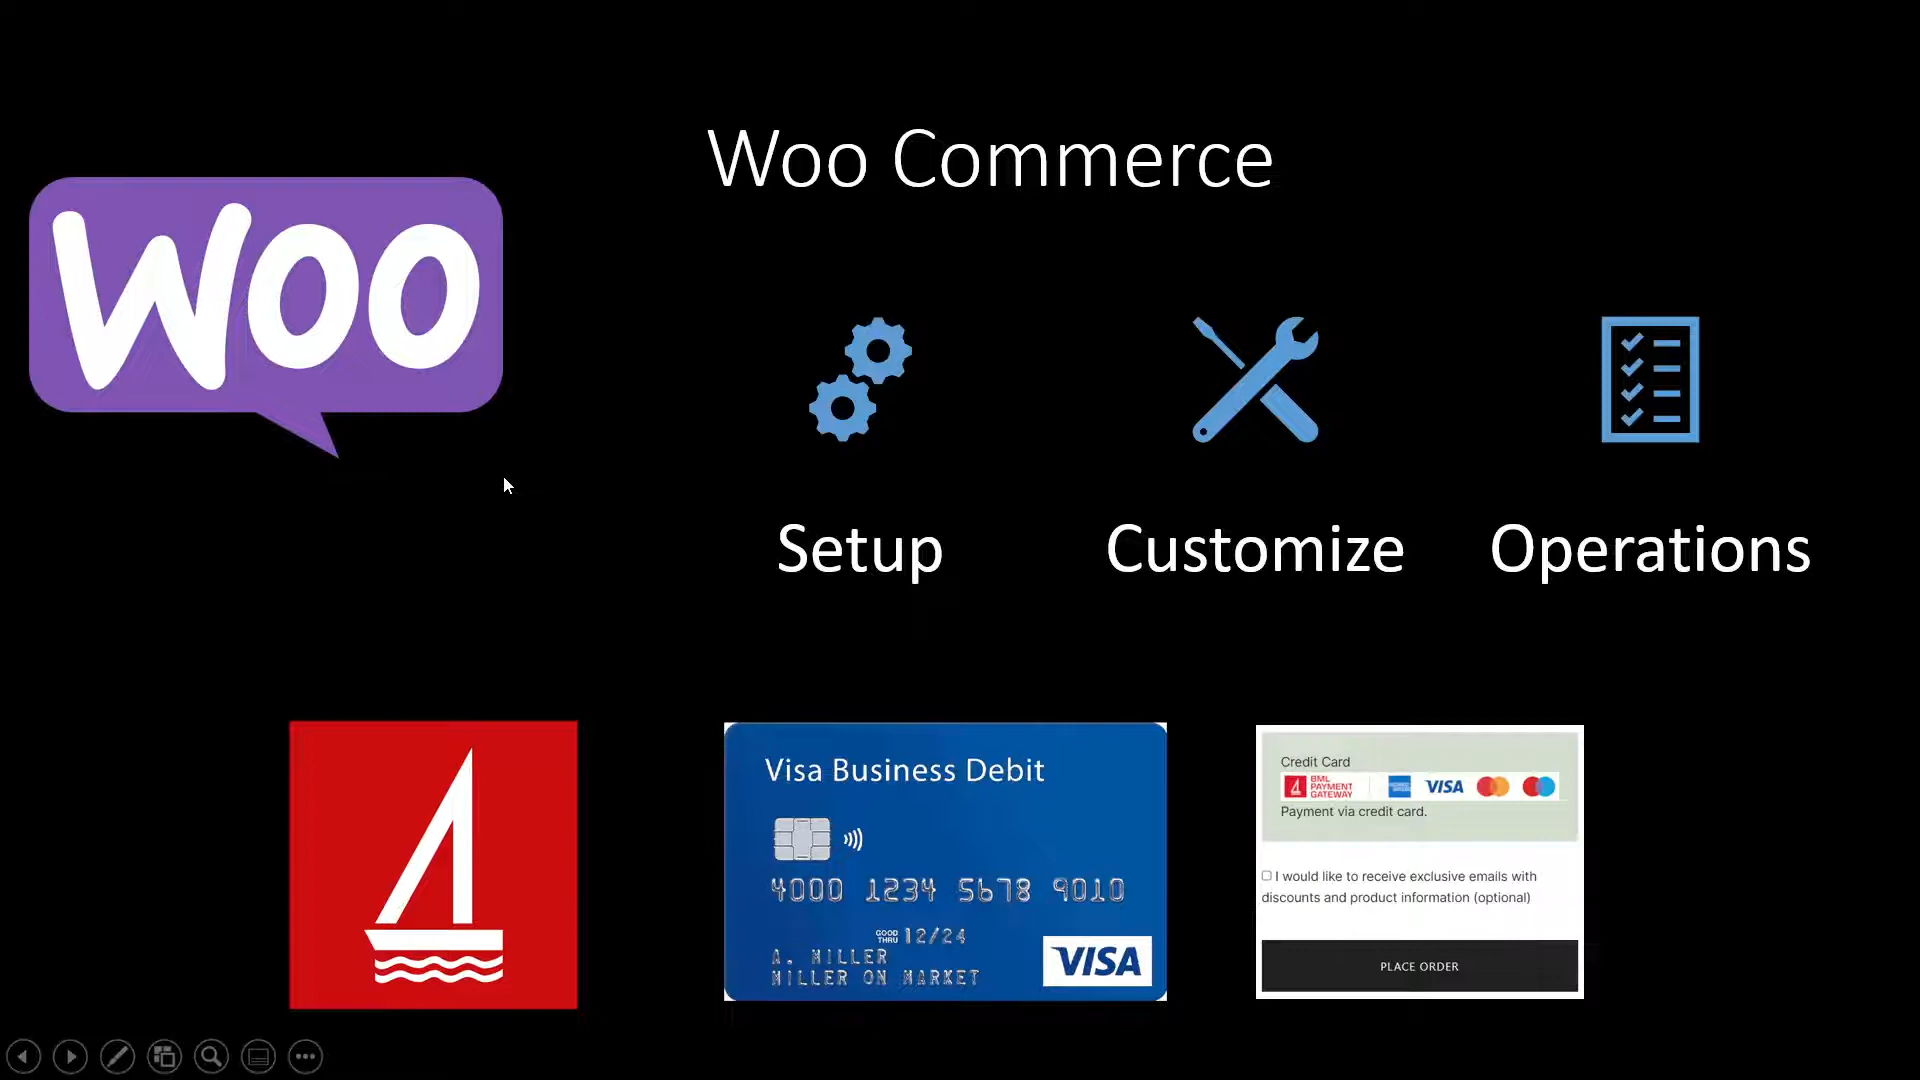 Woo Commerce
Woo
Setup
Customize
Operations
Visa Business Debit
4000 1234 5678 9010
GOOD THRU 12/24
A. MILLER
MILLER ON MARKET
VISA
Credit Card
BML PAYMENT GATEWAY
AMERICAN EXPRESS
VISA
Payment via credit card.
I would like to receive exclusive emails with
discounts and product information (optional)
PLACE ORDER